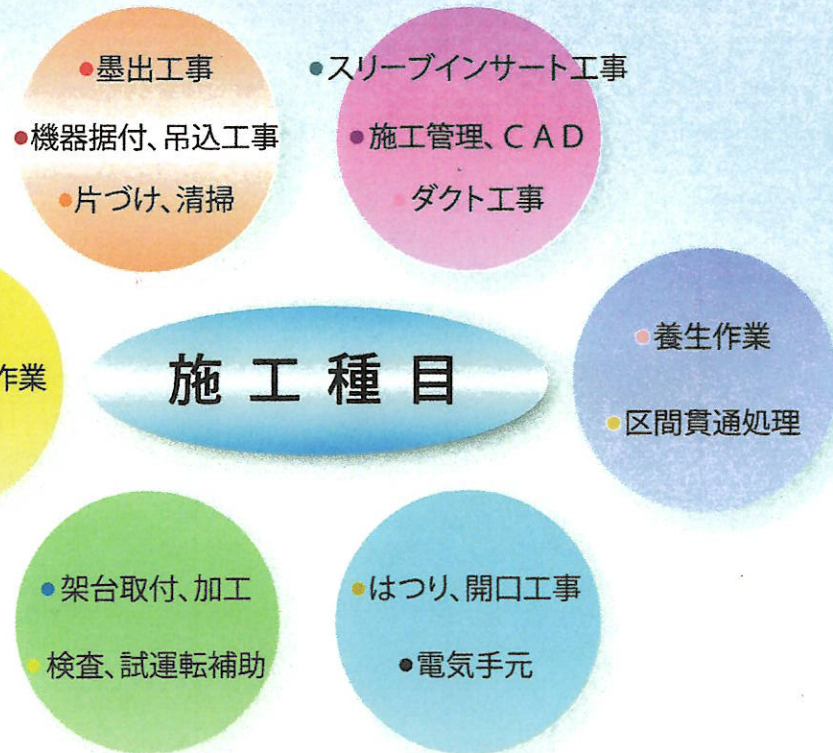 ●墨出工事
●機器据付、吊込工事
●片づけ、清掃
●スリーブインサート工事
●施工管理、CAD
●ダクト工事
作業
施工種目
●養生作業
●区間貫通処理
●架台取付、加工
●検査、試運転補助
●はつり、開口工事
●電気手元